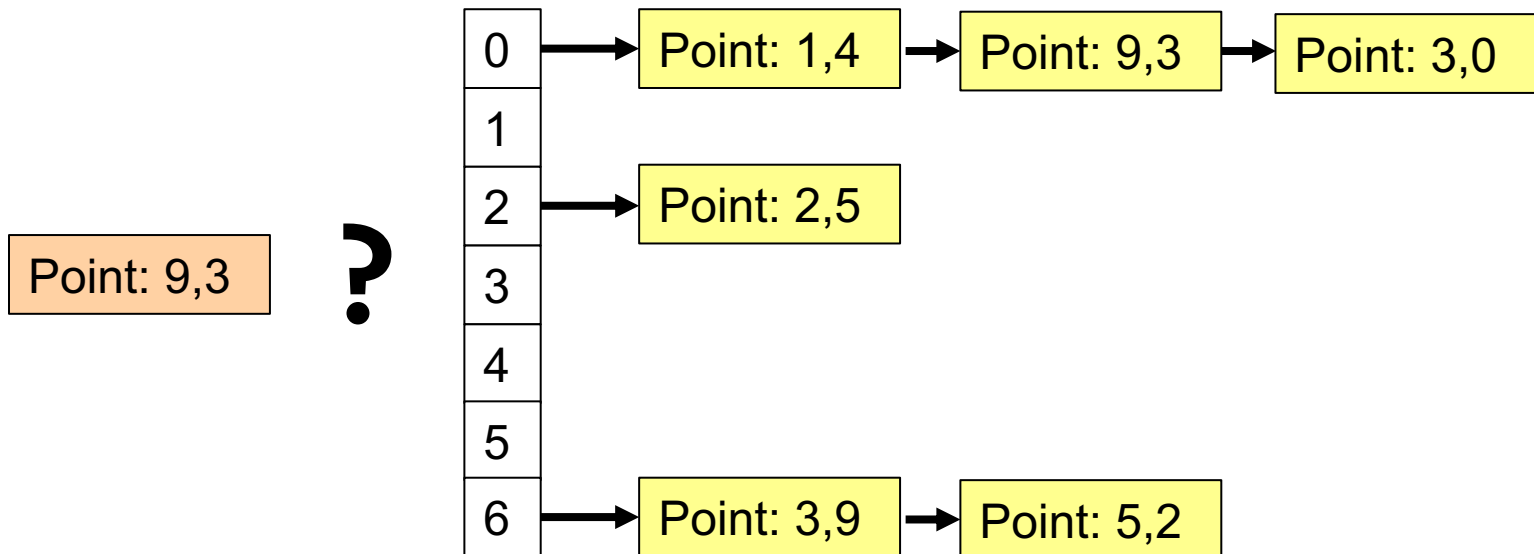 0 Point: 1,4 Point: 9,3 Point: 3,0
1
2 Point: 2,5
Point: 9,3 ?
3
4
5
6 Point: 3,9 Point: 5,2